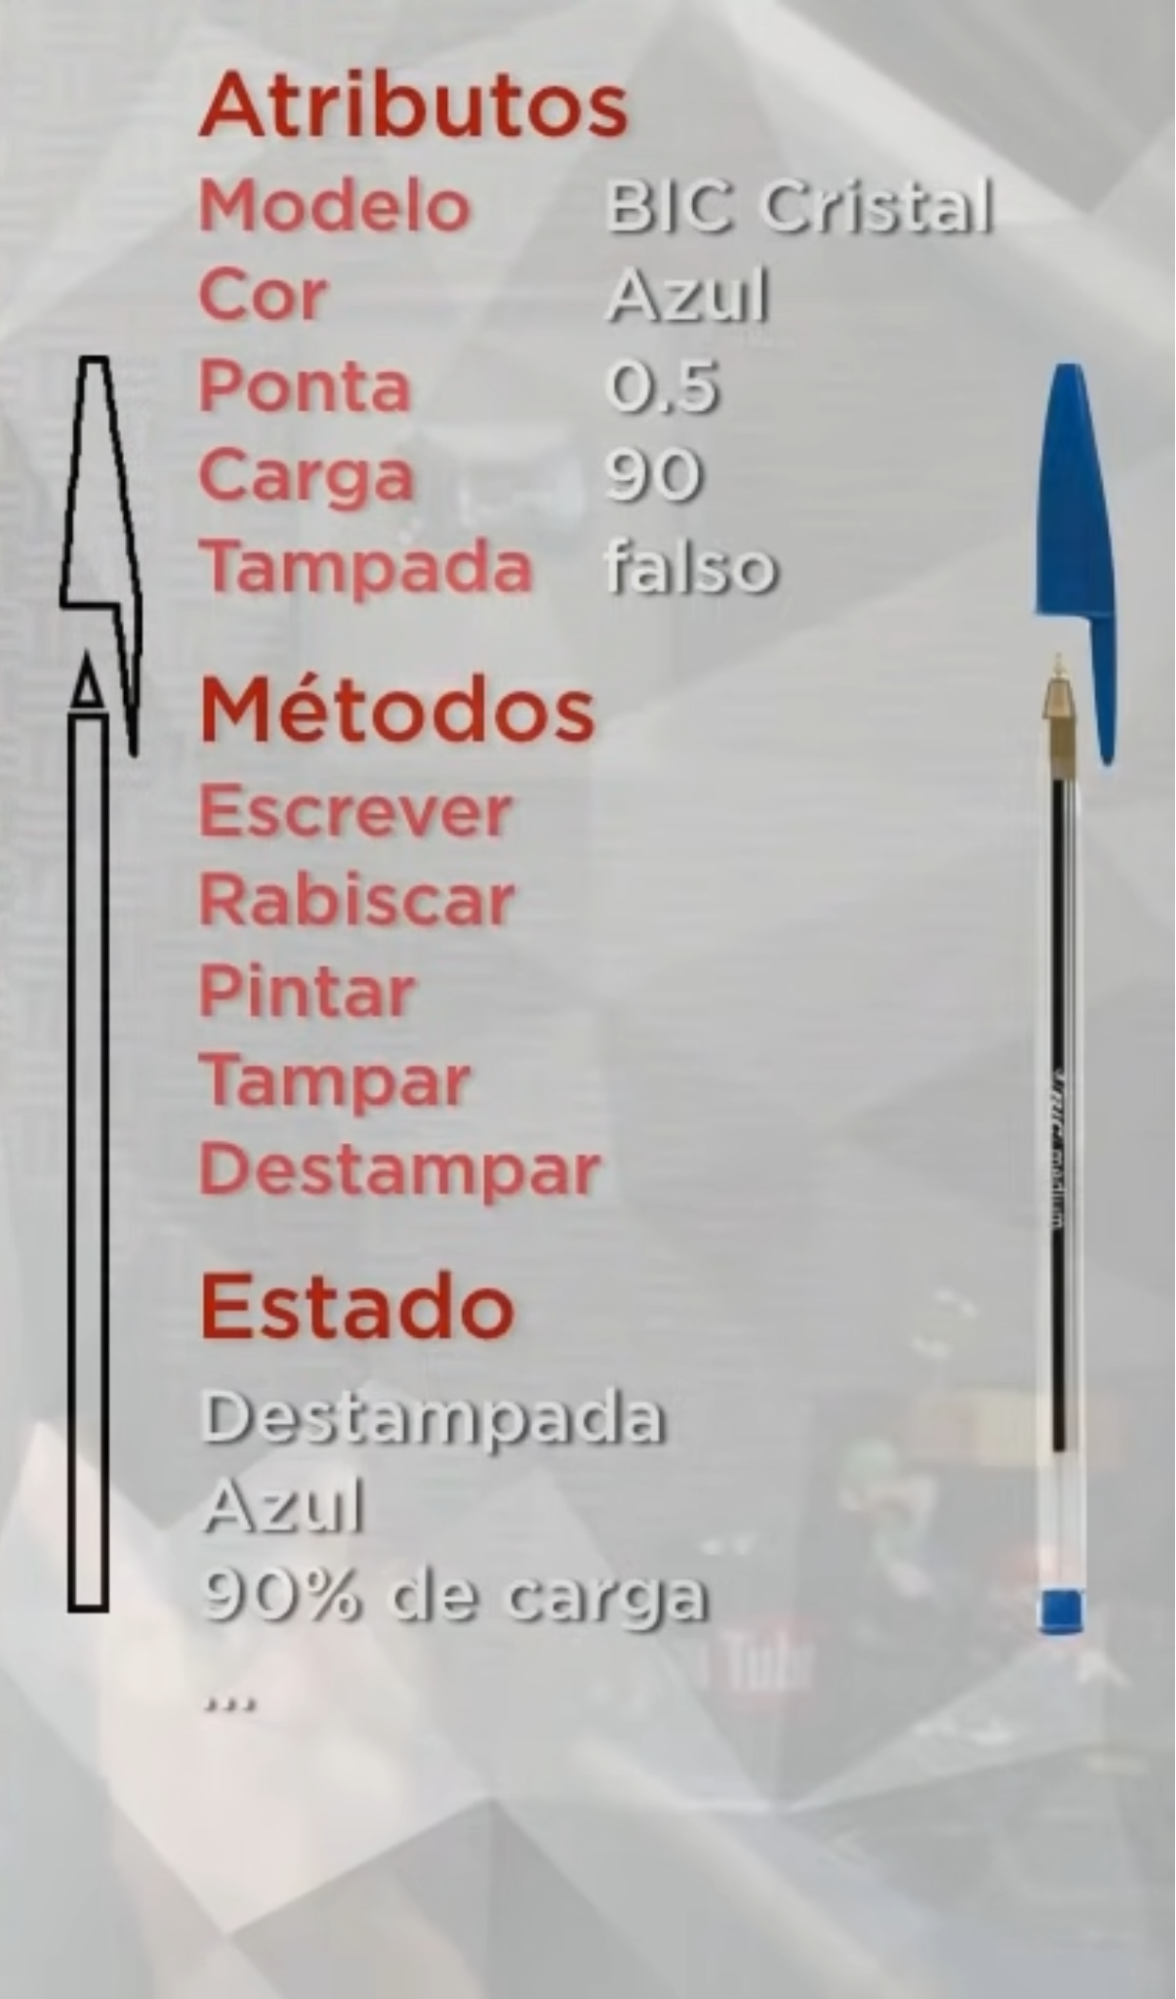 Atributos
Modelo BIC Cristal
Cor Azul
Ponta 0.5
Carga 90
Tampada falso
Métodos
Escrever
Rabiscar
Pintar
Tampar
Destampar
Estado
Destampada
Azul
90% de carga
...
medium